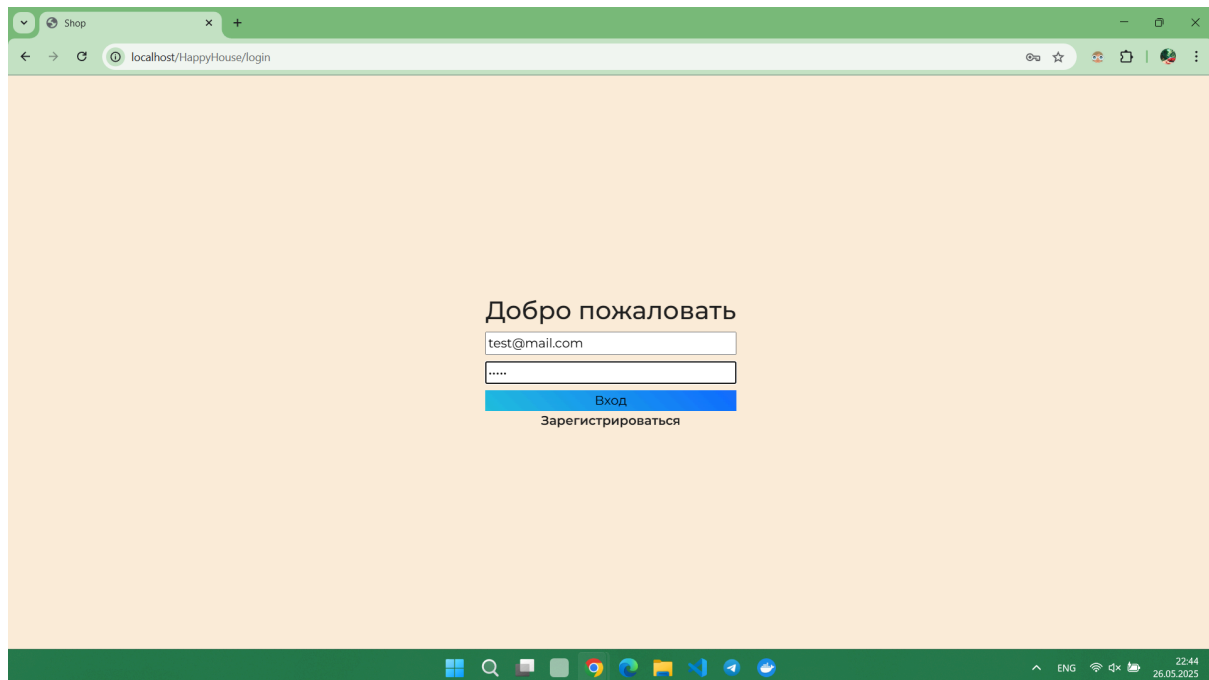 Shop
localhost/HappyHouse/login
Добро пожаловать
test@mail.com
•••••
Вход
Зарегистрироваться
ENG
22:44
26.05.2025